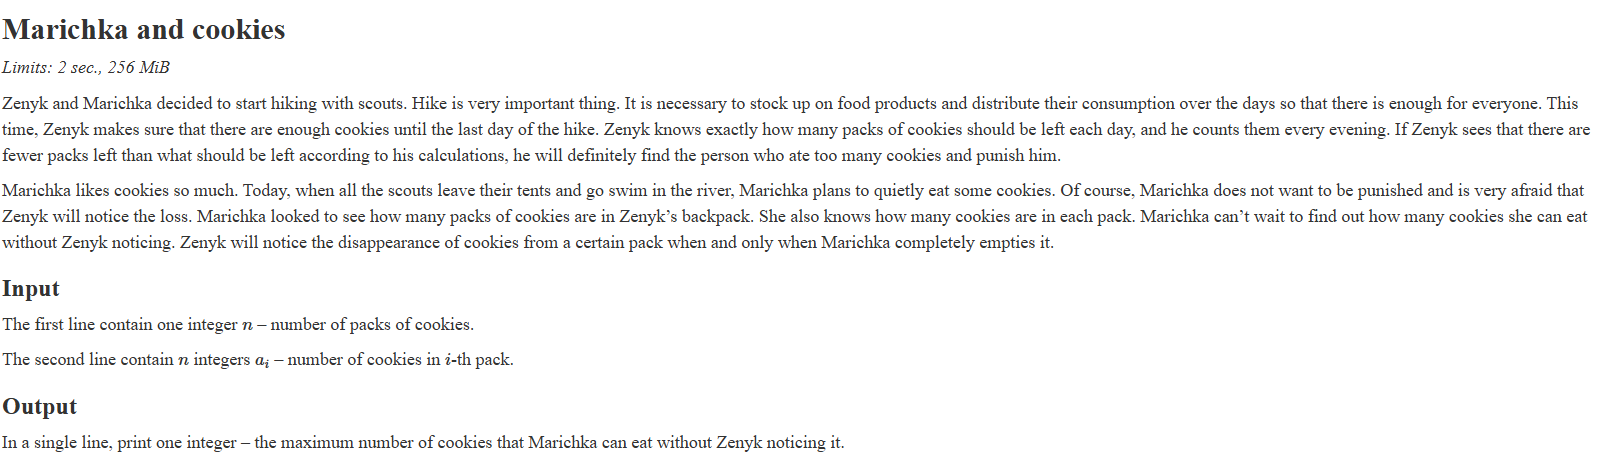 Marichka and cookies
Limits: 2 sec., 256 MiB
Zenyk and Marichka decided to start hiking with scouts. Hike is very important thing. It is necessary to stock up on food products and distribute their consumption over the days so that there is enough for everyone. This
time, Zenyk makes sure that there are enough cookies until the last day of the hike. Zenyk knows exactly how many packs of cookies should be left each day, and he counts them every evening. If Zenyk sees that there are
fewer packs left than what should be left according to his calculations, he will definitely find the person who ate too many cookies and punish him.
Marichka likes cookies so much. Today, when all the scouts leave their tents and go swim in the river, Marichka plans to quietly eat some cookies. Of course, Marichka does not want to be punished and is very afraid that
Zenyk will notice the loss. Marichka looked to see how many packs of cookies are in Zenyk’s backpack. She also knows how many cookies are in each pack. Marichka can’t wait to find out how many cookies she can eat
without Zenyk noticing. Zenyk will notice the disappearance of cookies from a certain pack when and only when Marichka completely empties it.
Input
The first line contain one integer n – number of packs of cookies.
The second line contain n integers a_i – number of cookies in i-th pack.
Output
In a single line, print one integer – the maximum number of cookies that Marichka can eat without Zenyk noticing it.